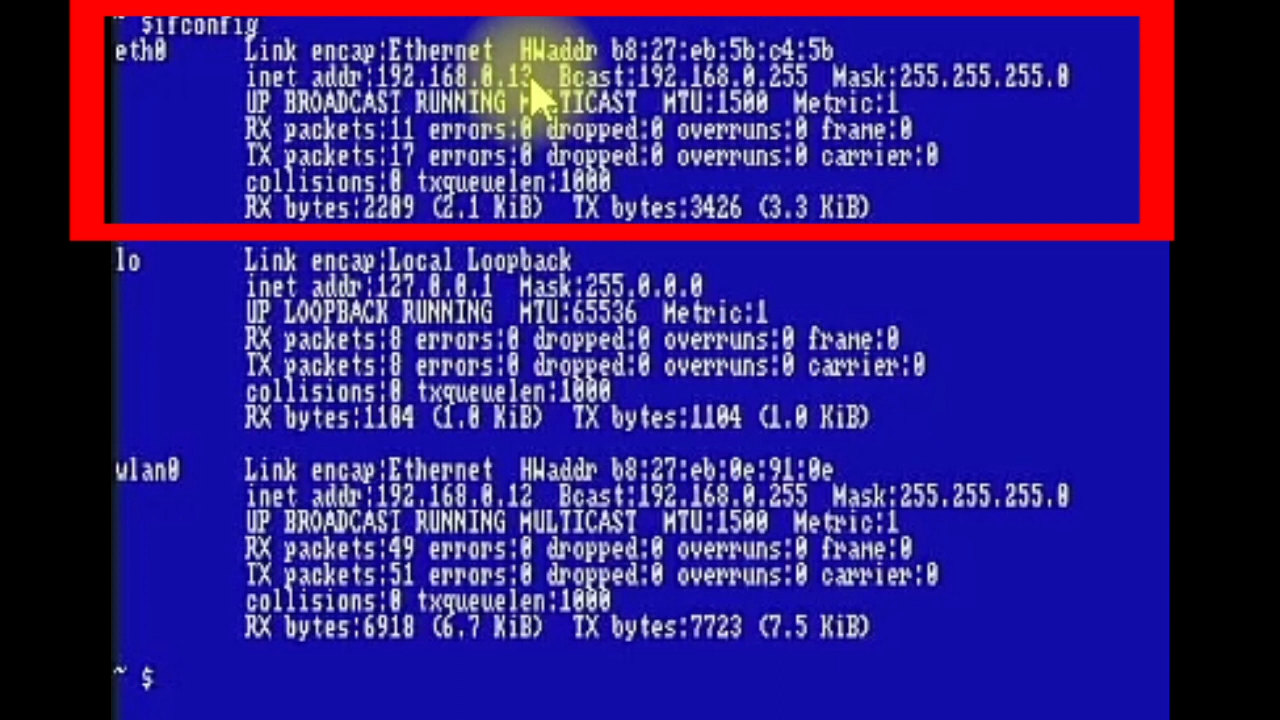 ~ $ifconfig
eth0 Link encap:Ethernet HWaddr b8:27:eb:5b:c4:5b
inet addr:192.168.0.13 Bcast:192.168.0.255 Mask:255.255.255.0
UP BROADCAST RUNNING MULTICAST MTU:1500 Metric:1
RX packets:11 errors:0 dropped:0 overruns:0 frame:0
TX packets:17 errors:0 dropped:0 overruns:0 carrier:0
collisions:0 txqueuelen:1000
RX bytes:2209 (2.1 KiB) TX bytes:3426 (3.3 KiB)
lo Link encap:Local Loopback
inet addr:127.0.0.1 Mask:255.0.0.0
UP LOOPBACK RUNNING MTU:65536 Metric:1
RX packets:8 errors:0 dropped:0 overruns:0 frame:0
TX packets:8 errors:0 dropped:0 overruns:0 carrier:0
collisions:0 txqueuelen:1000
RX bytes:1104 (1.0 KiB) TX bytes:1104 (1.0 KiB)
wlan0 Link encap:Ethernet HWaddr b8:27:eb:0e:91:0e
inet addr:192.168.0.12 Bcast:192.168.0.255 Mask:255.255.255.0
UP BROADCAST RUNNING MULTICAST MTU:1500 Metric:1
RX packets:49 errors:0 dropped:0 overruns:0 frame:0
TX packets:51 errors:0 dropped:0 overruns:0 carrier:0
collisions:0 txqueuelen:1000
RX bytes:6918 (6.7 KiB) TX bytes:7723 (7.5 KiB)
~ $